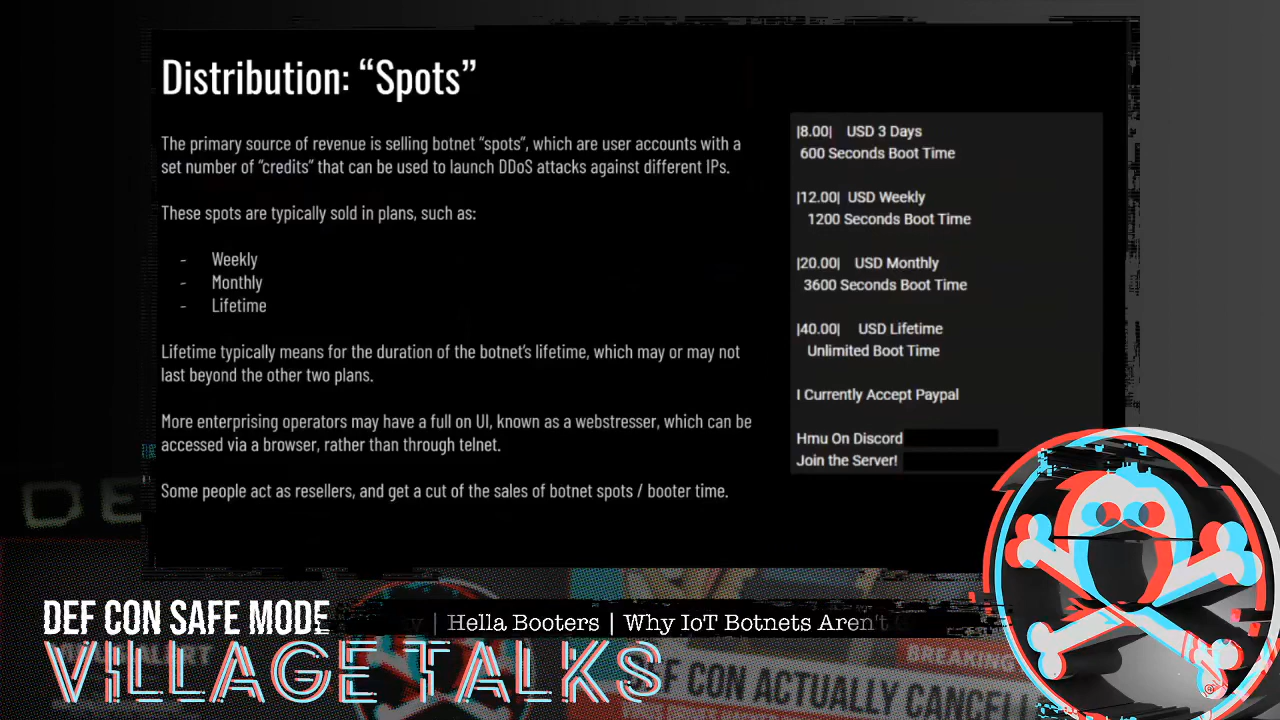 Distribution: “Spots”
The primary source of revenue is selling botnet “spots”, which are user accounts with a
set number of “credits” that can be used to launch DDoS attacks against different IPs.
These spots are typically sold in plans, such as:
- Weekly
- Monthly
- Lifetime
Lifetime typically means for the duration of the botnet’s lifetime, which may or may not
last beyond the other two plans.
More enterprising operators may have a full on UI, known as a webstresser, which can be
accessed via a browser, rather than through telnet.
Some people act as resellers, and get a cut of the sales of botnet spots / booter time.
|8.00| USD 3 Days
600 Seconds Boot Time
|12.00| USD Weekly
1200 Seconds Boot Time
|20.00| USD Monthly
3600 Seconds Boot Time
|40.00| USD Lifetime
Unlimited Boot Time
I Currently Accept Paypal
Hmu On Discord
Join the Server!
DEF CON SAFE MODE
y | Hella Booters | Why IoT Botnets Aren't
VILLAGE TALKS
BREAKING
DEF CON ACTUALLY CANCELL